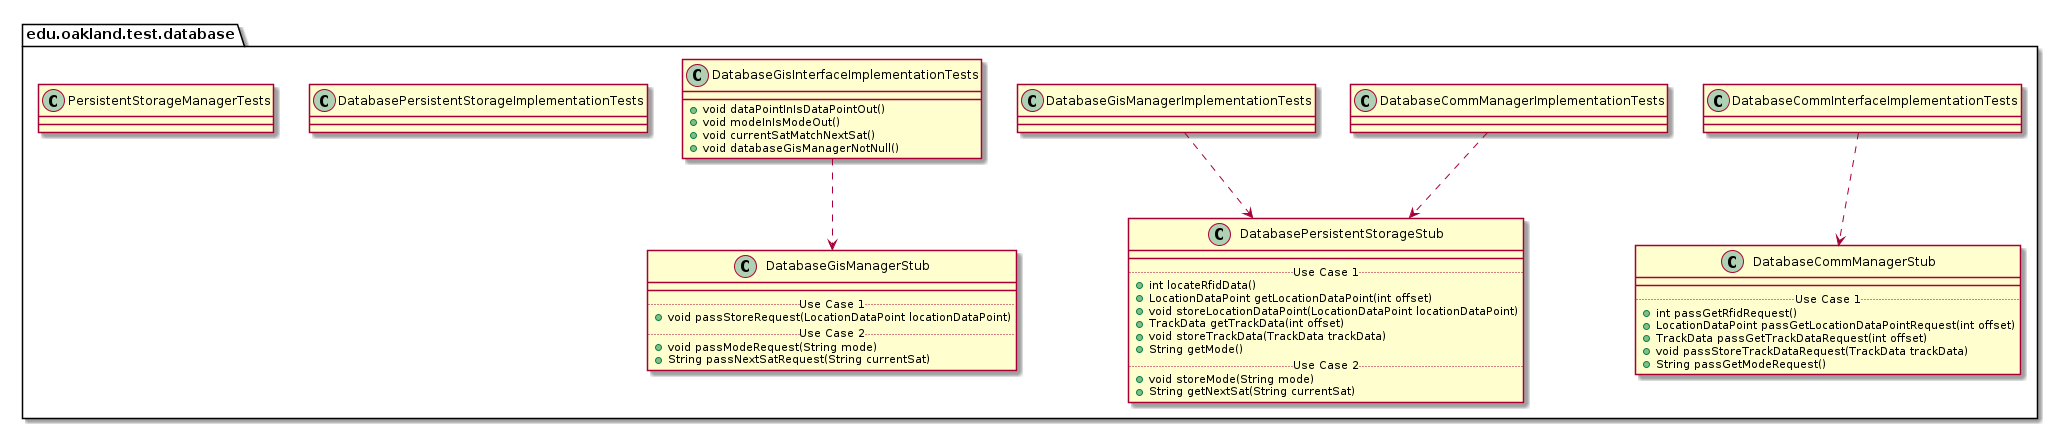 edu.oakland.test.database
C PersistentStorageManagerTests
C DatabasePersistentStorageImplementationTests
C DatabaseGisInterfaceImplementationTests
void dataPointInIsDataPointOut()
void modeInIsModeOut()
void currentSatMatchNextSat()
void databaseGisManagerNotNull()
C DatabaseGisManagerImplementationTests
C DatabaseCommManagerImplementationTests
C DatabaseCommInterfaceImplementationTests
C DatabaseGisManagerStub
Use Case 1
void passStoreRequest(LocationDataPoint locationDataPoint)
Use Case 2
void passModeRequest(String mode)
String passNextSatRequest(String currentSat)
C DatabasePersistentStorageStub
Use Case 1
int locateRfidData()
LocationDataPoint getLocationDataPoint(int offset)
void storeLocationDataPoint(LocationDataPoint locationDataPoint)
TrackData getTrackData(int offset)
void storeTrackData(TrackData trackData)
String getMode()
Use Case 2
void storeMode(String mode)
String getNextSat(String currentSat)
C DatabaseCommManagerStub
Use Case 1
int passGetRfidRequest()
LocationDataPoint passGetLocationDataPointRequest(int offset)
TrackData passGetTrackDataRequest(int offset)
void passStoreTrackDataRequest(TrackData trackData)
String passGetModeRequest()